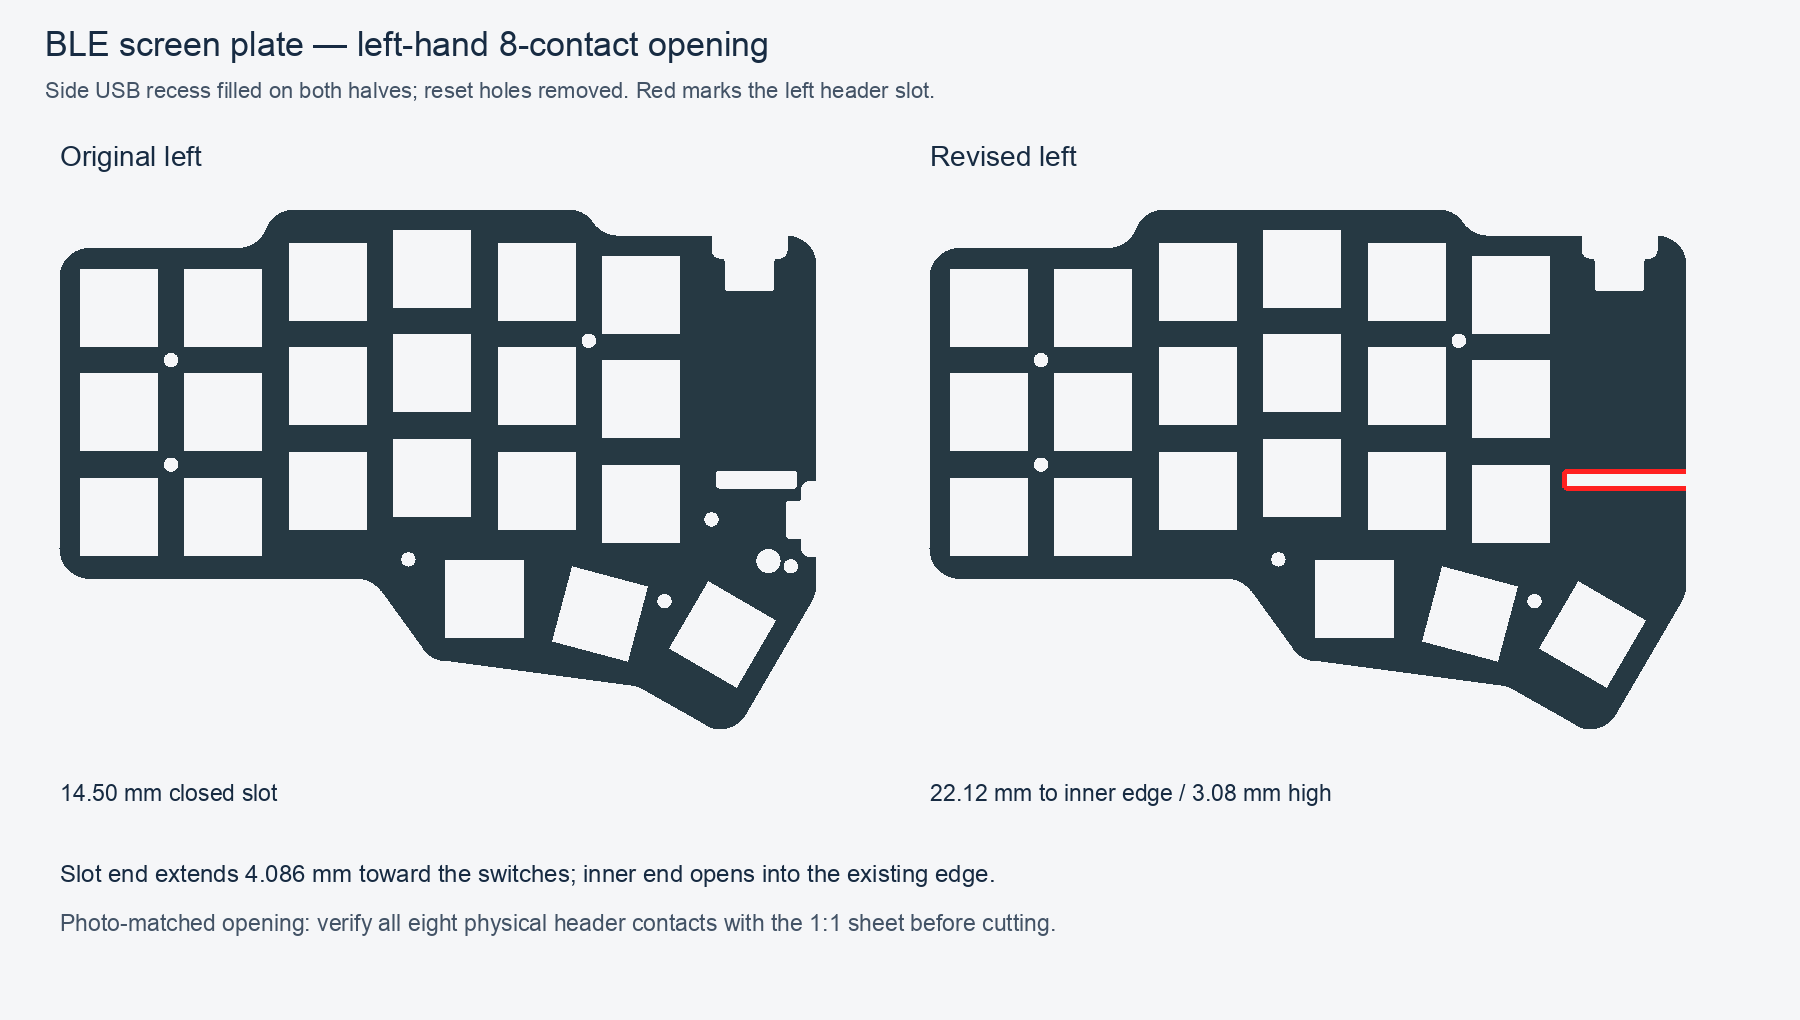 BLE screen plate — left-hand 8-contact opening
Side USB recess filled on both halves; reset holes removed. Red marks the left header slot.
Original left
Revised left
14.50 mm closed slot
22.12 mm to inner edge / 3.08 mm high
Slot end extends 4.086 mm toward the switches; inner end opens into the existing edge.
Photo-matched opening: verify all eight physical header contacts with the 1:1 sheet before cutting.